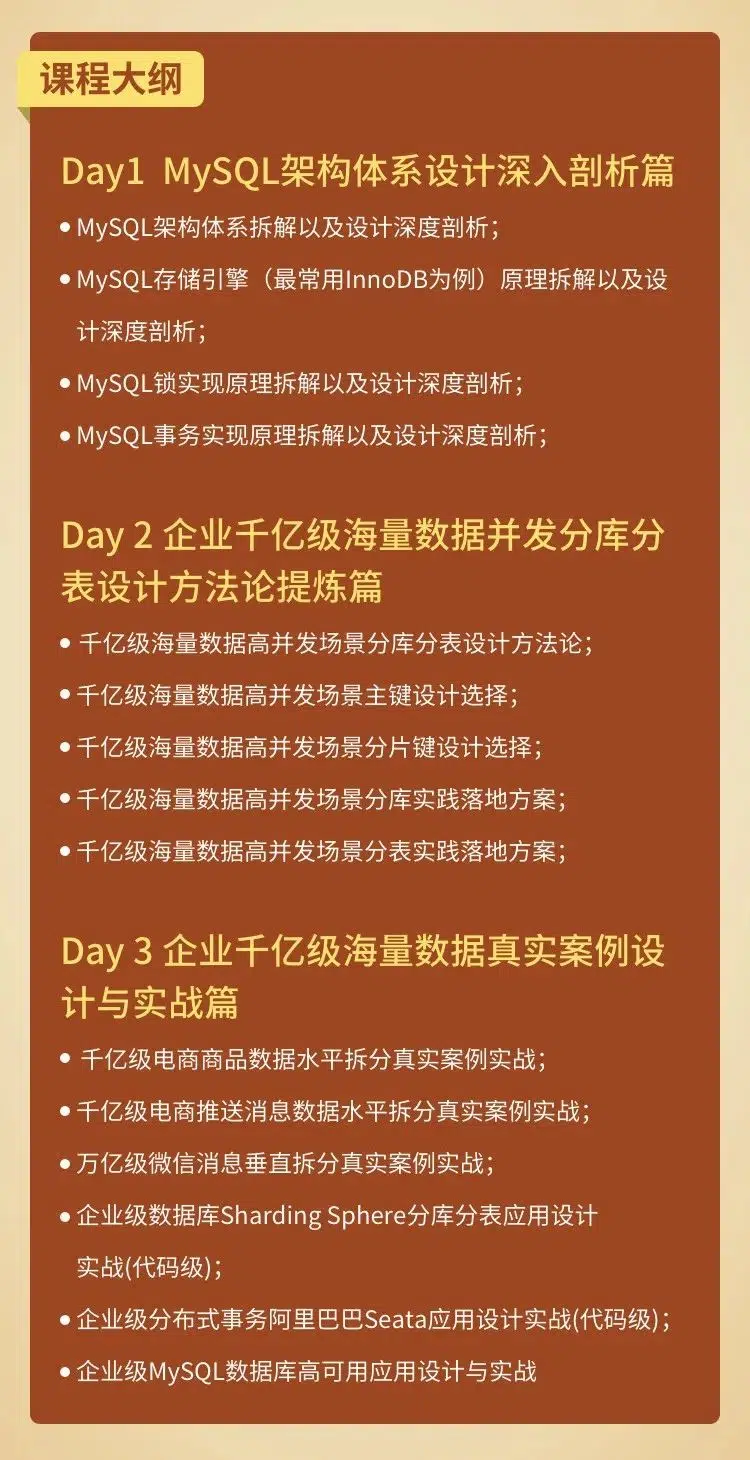 课程大纲
Day1 MySQL架构体系设计深入剖析篇
• MySQL架构体系拆解以及设计深度剖析；
• MySQL存储引擎（最常用InnoDB为例）原理拆解以及设
计深度剖析；
• MySQL锁实现原理拆解以及设计深度剖析；
• MySQL事务实现原理拆解以及设计深度剖析；
Day 2 企业千亿级海量数据并发分库分
表设计方法论提炼篇
• 千亿级海量数据高并发场景分库分表设计方法论；
• 千亿级海量数据高并发场景主键设计选择；
• 千亿级海量数据高并发场景分片键设计选择；
• 千亿级海量数据高并发场景分库实践落地方案；
• 千亿级海量数据高并发场景分表实践落地方案；
Day 3 企业千亿级海量数据真实案例设
计与实战篇
• 千亿级电商商品数据水平拆分真实案例实战；
• 千亿级电商推送消息数据水平拆分真实案例实战；
• 万亿级微信消息垂直拆分真实案例实战；
• 企业级数据库Sharding Sphere分库分表应用设计
实战(代码级)；
• 企业级分布式事务阿里巴巴Seata应用设计实战(代码级)；
• 企业级MySQL数据库高可用应用设计与实战